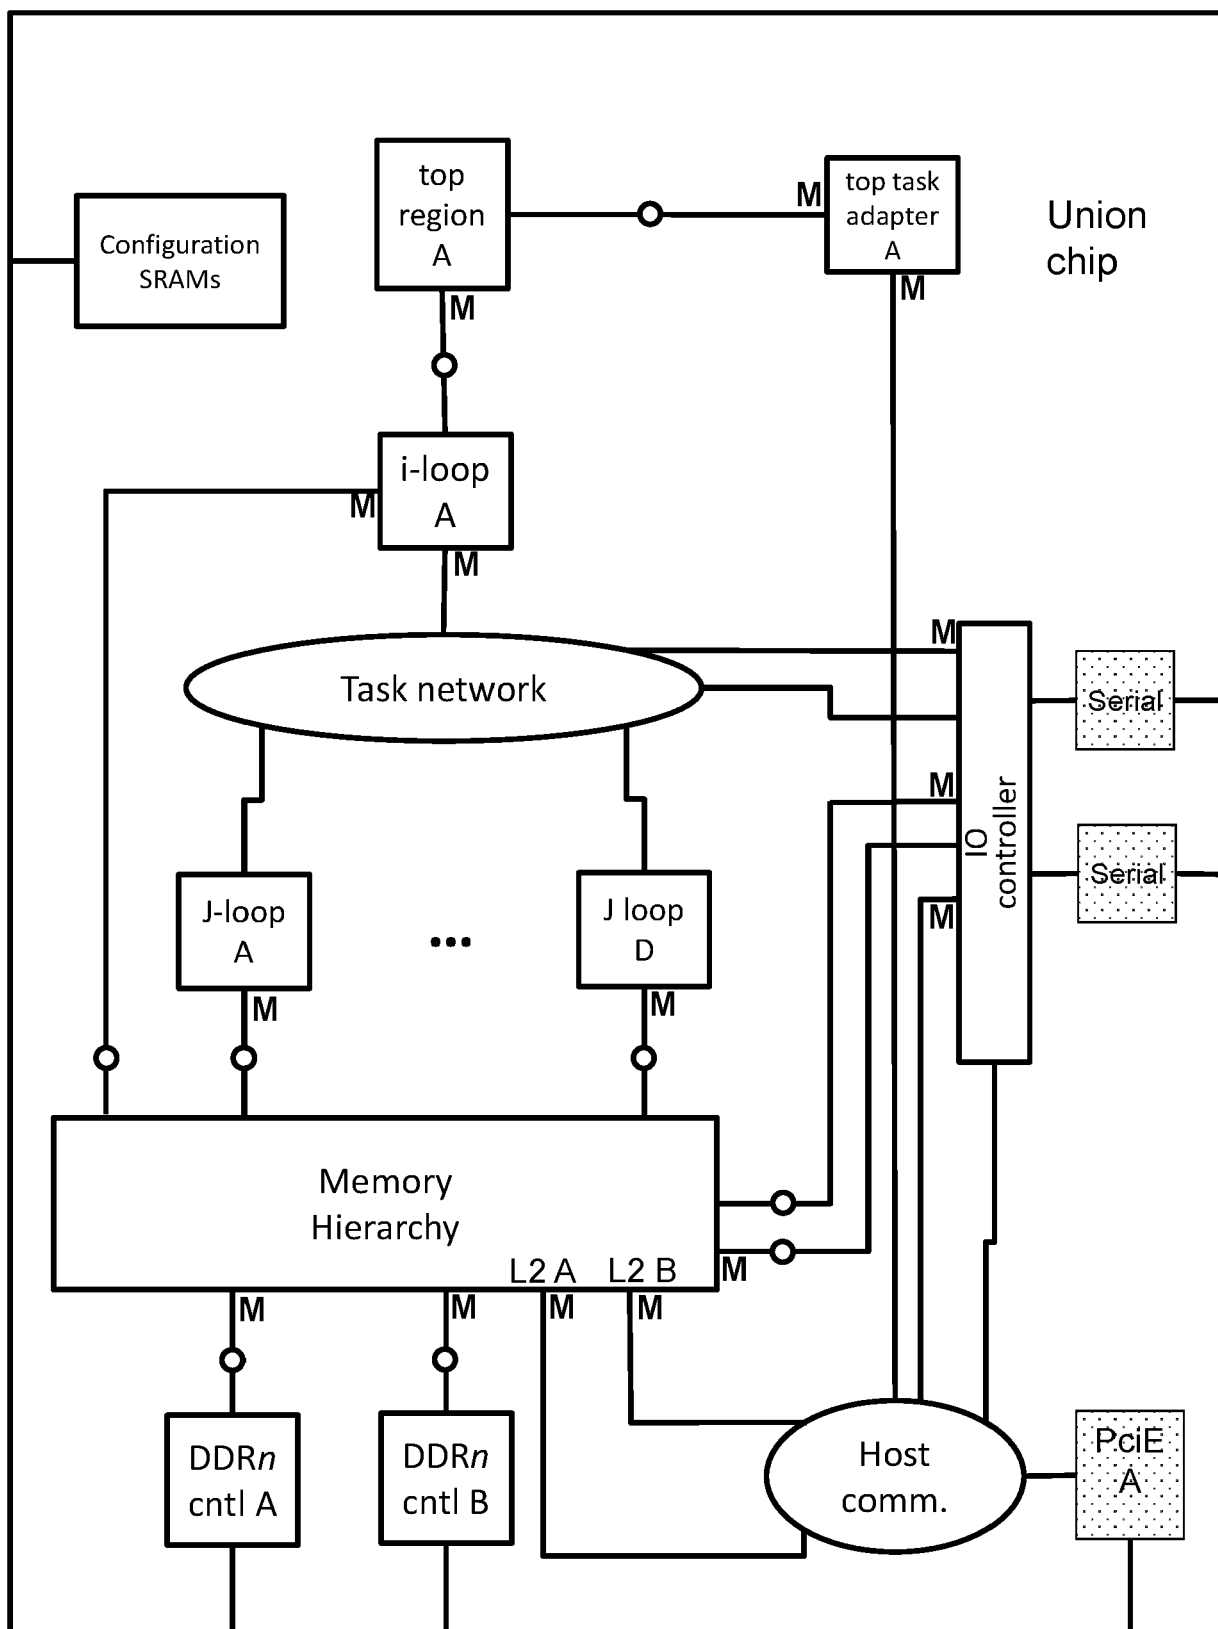 top
region
A
M
top task
adapter
A
Union
chip
Configuration
SRAMs
M
M
i-loop
A
M
M
Task network
M
Serial
M
IO
controller
Serial
M
J-loop
A
...
J loop
D
M
M
Memory
Hierarchy
L2 A
L2 B
M
M
M
M
M
DDRn
cntl A
DDRn
cntl B
Host
comm.
PciE
A